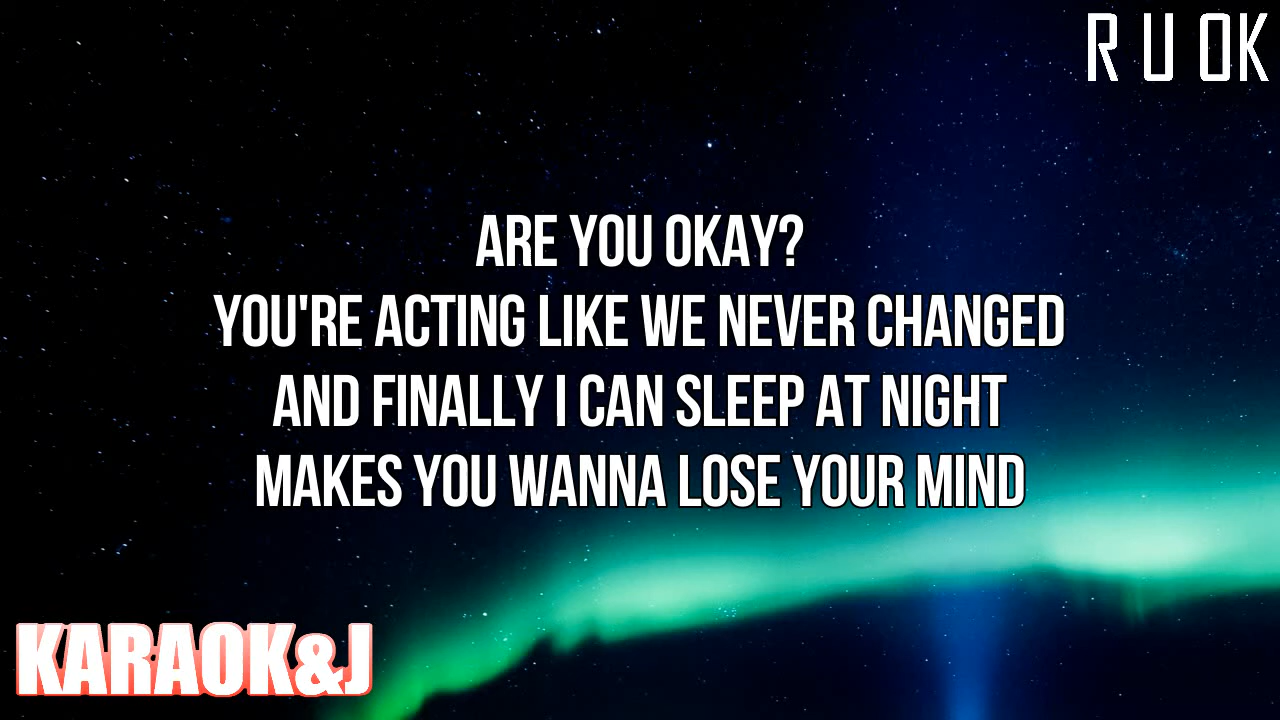 R U OK
ARE YOU OKAY?
YOU'RE ACTING LIKE WE NEVER CHANGED
AND FINALLY I CAN SLEEP AT NIGHT
MAKES YOU WANNA LOSE YOUR MIND
KARAOK&J